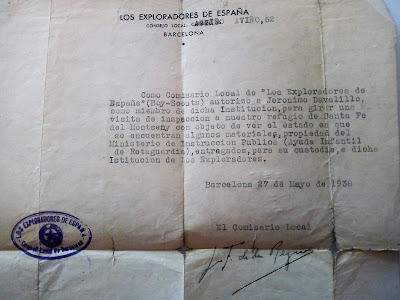 LOS EXPLORADORES DE ESPAÑA
CONSEJO LOCAL AVIÑO, 52
BARCELONA
Como Comisario Local de "Los Exploradores de
España"(Boy-Scouts) autorizo a Jeronimo Davalillo,
como miembro de dicha Institucion, para girar una
visita de inspeccion a nuestro refugio de Santa Fe
del Montseny con objeto de ver el estado en que
se encuentran algunos materiales, propiedad del
Ministerio de Instruccion Publica (Ayuda Infantil
de Retaguardia), entregados, para su custodia, a dicha
Istitucion de Los Exploradores.
Barcelona 27 de Mayo de 1938
El Comisario Local
LOS EXPLORADORES DE ESPAÑA